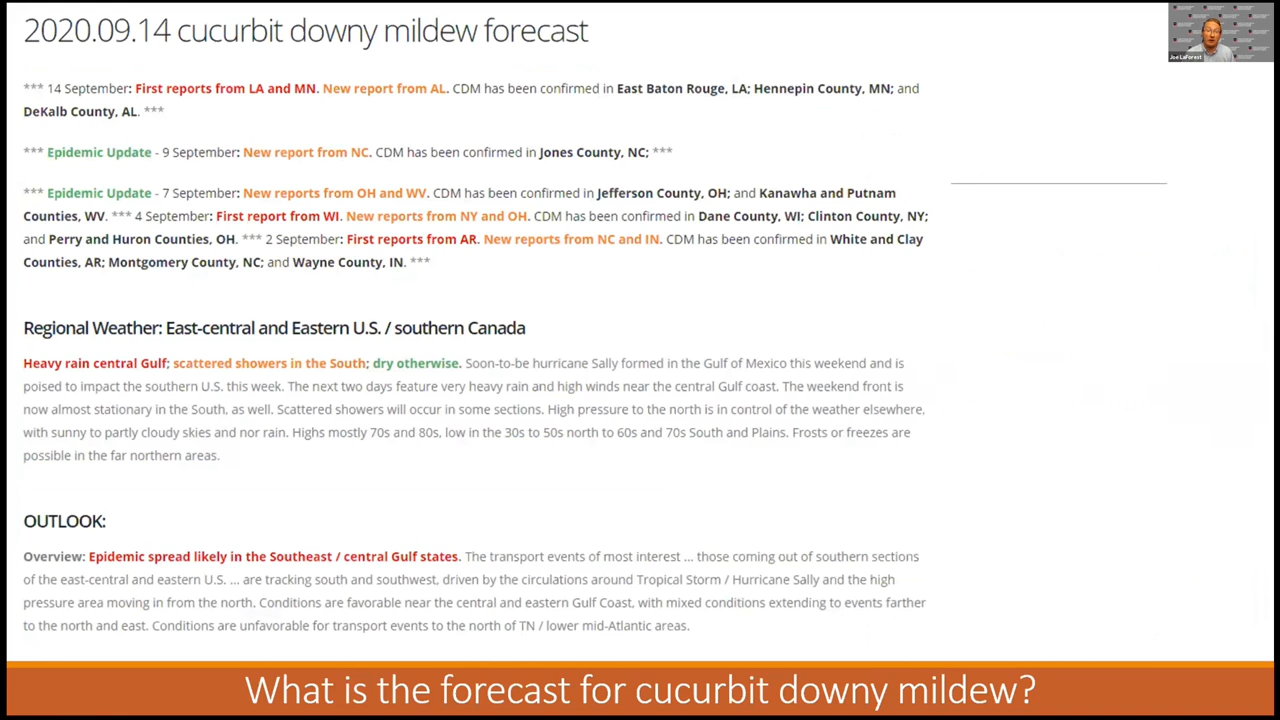 2020.09.14 cucurbit downy mildew forecast
*** 14 September: First reports from LA and MN. New report from AL. CDM has been confirmed in East Baton Rouge, LA; Hennepin County, MN; and
DeKalb County, AL. ***
*** Epidemic Update - 9 September: New report from NC. CDM has been confirmed in Jones County, NC; ***
*** Epidemic Update - 7 September: New reports from OH and WV. CDM has been confirmed in Jefferson County, OH; and Kanawha and Putnam
Counties, WV. *** 4 September: First report from WI. New reports from NY and OH. CDM has been confirmed in Dane County, WI; Clinton County, NY;
and Perry and Huron Counties, OH. *** 2 September: First reports from AR. New reports from NC and IN. CDM has been confirmed in White and Clay
Counties, AR; Montgomery County, NC; and Wayne County, IN. ***
Regional Weather: East-central and Eastern U.S. / southern Canada
Heavy rain central Gulf; scattered showers in the South; dry otherwise. Soon-to-be hurricane Sally formed in the Gulf of Mexico this weekend and is
poised to impact the southern U.S. this week. The next two days feature very heavy rain and high winds near the central Gulf coast. The weekend front is
now almost stationary in the South, as well. Scattered showers will occur in some sections. High pressure to the north is in control of the weather elsewhere,
with sunny to partly cloudy skies and nor rain. Highs mostly 70s and 80s, low in the 30s to 50s north to 60s and 70s South and Plains. Frosts or freezes are
possible in the far northern areas.
OUTLOOK:
Overview: Epidemic spread likely in the Southeast / central Gulf states. The transport events of most interest ... those coming out of southern sections
of the east-central and eastern U.S. ... are tracking south and southwest, driven by the circulations around Tropical Storm / Hurricane Sally and the high
pressure area moving in from the north. Conditions are favorable near the central and eastern Gulf Coast, with mixed conditions extending to events farther
to the north and east. Conditions are unfavorable for transport events to the north of TN / lower mid-Atlantic areas.
What is the forecast for cucurbit downy mildew?
Joe LaForest